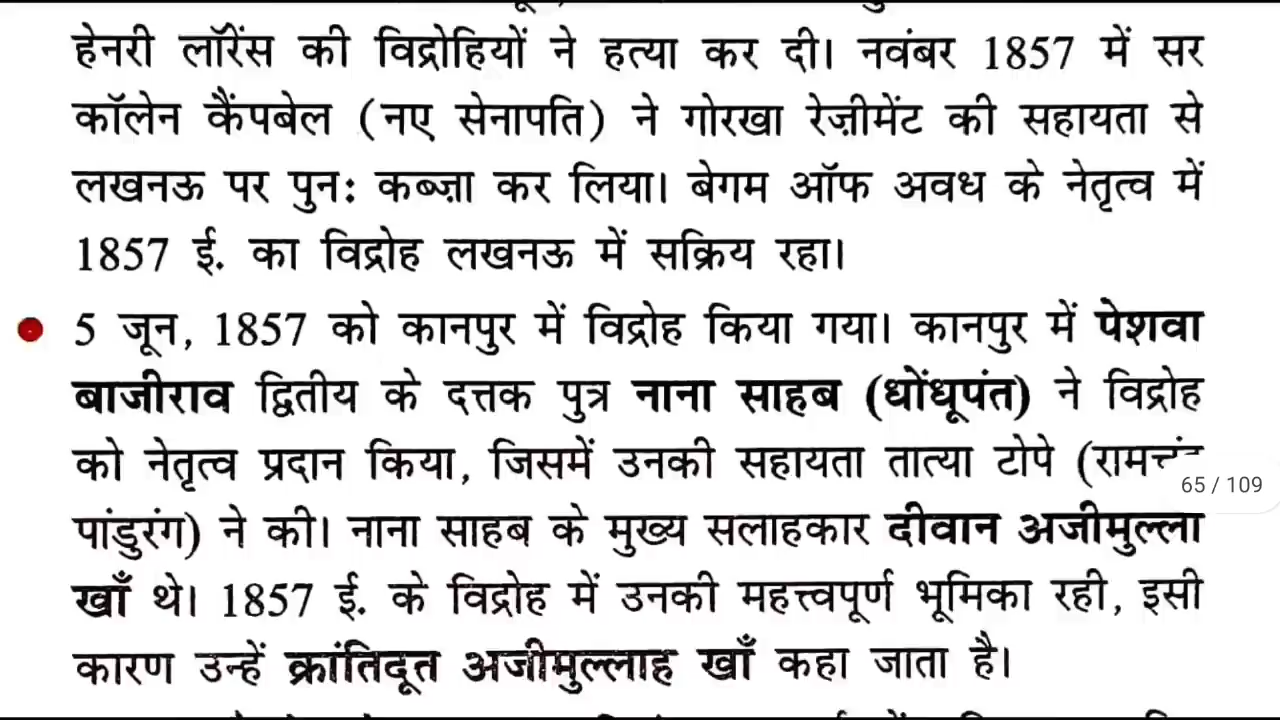 हेनरी लॉरेंस की विद्रोहियों ने हत्या कर दी। नवंबर 1857 में सर
कॉलेन कैंपबेल (नए सेनापति) ने गोरखा रेज़ीमेंट की सहायता से
लखनऊ पर पुनः कब्ज़ा कर लिया। बेगम ऑफ अवध के नेतृत्व में
1857 ई. का विद्रोह लखनऊ में सक्रिय रहा।
5 जून, 1857 को कानपुर में विद्रोह किया गया। कानपुर में पेशवा
बाजीराव द्वितीय के दत्तक पुत्र नाना साहब (धोंधूपंत) ने विद्रोह
को नेतृत्व प्रदान किया, जिसमें उनकी सहायता तात्या टोपे
65 / 109
पांडुरंग) ने की। नाना साहब के मुख्य सलाहकार दीवान अजीमुल्ला
खाँ थे। 1857 ई. के विद्रोह में उनकी महत्त्वपूर्ण भूमिका रही, इसी
कारण उन्हें क्रांतिदूत अजीमुल्लाह खाँ कहा जाता है।